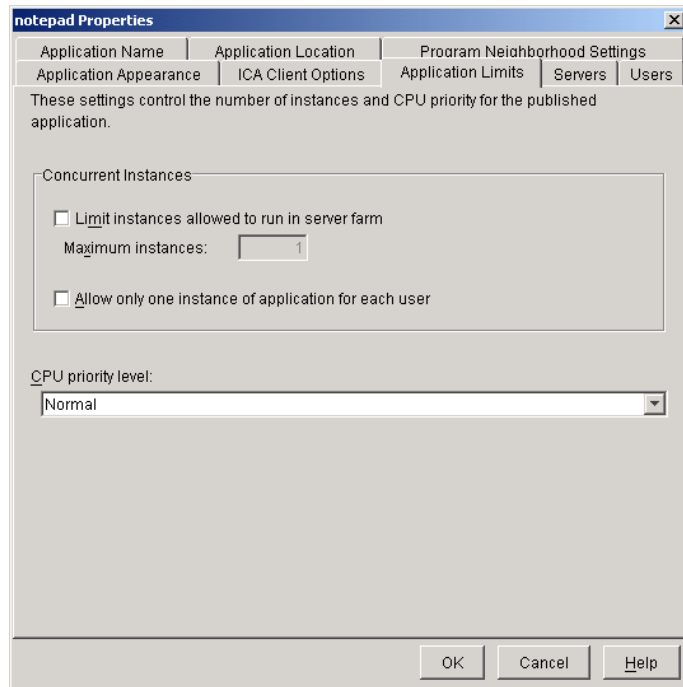 notepad Properties
Application Name
Application Location
Program Neighborhood Settings
Application Appearance
ICA Client Options
Application Limits
Servers
Users
These settings control the number of instances and CPU priority for the published
application.
Concurrent Instances
Limit instances allowed to run in server farm
Maximum instances:
1
Allow only one instance of application for each user
CPU priority level:
Normal
OK
Cancel
Help